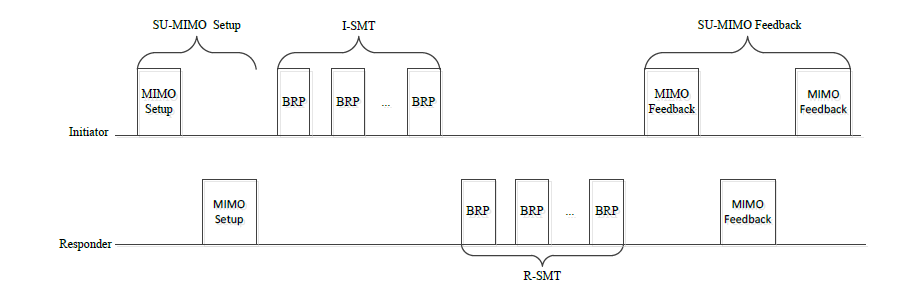 SU-MIMO Setup
I-SMT
SU-MIMO Feedback
MIMO
Setup
BRP
BRP
...
BRP
MIMO
Feedback
MIMO
Feedback
Initiator
MIMO
Setup
BRP
BRP
...
BRP
MIMO
Feedback
Responder
R-SMT